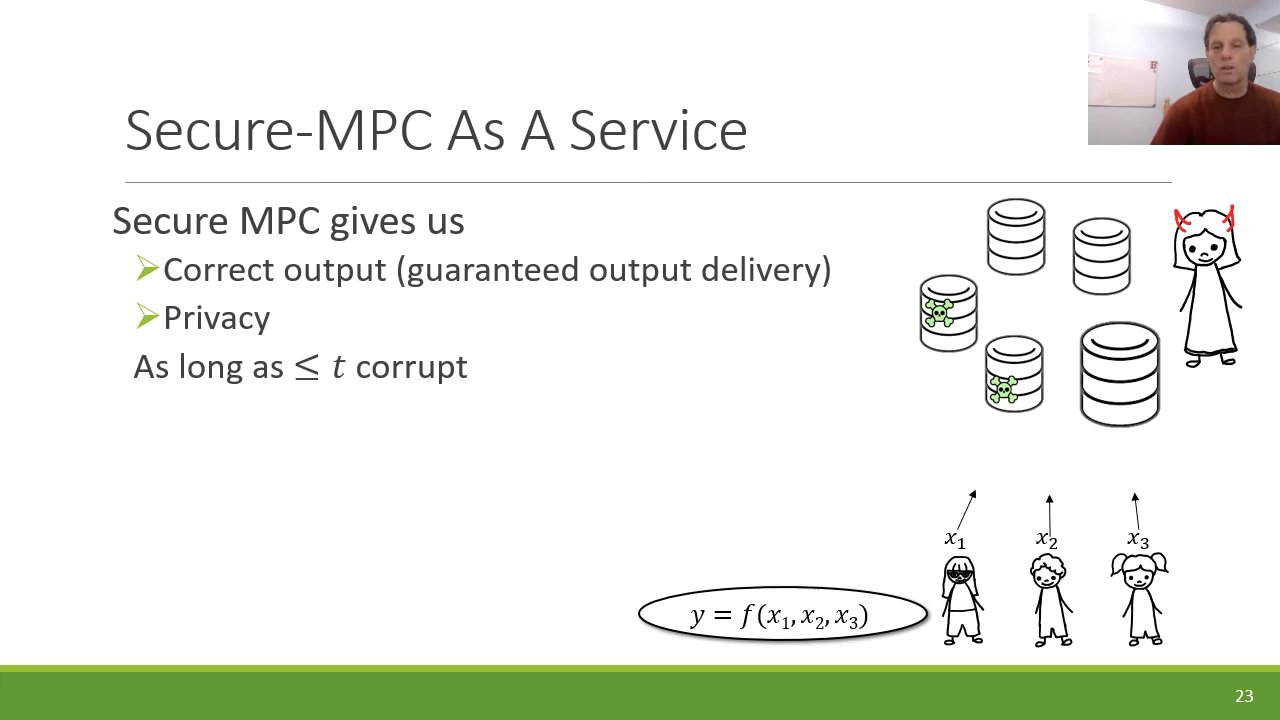 Secure-MPC As A Service
Secure MPC gives us
➢Correct output (guaranteed output delivery)
➢Privacy
As long as ≤ t corrupt
x₁ x₂ x₃
y = f(x₁, x₂, x₃)
23